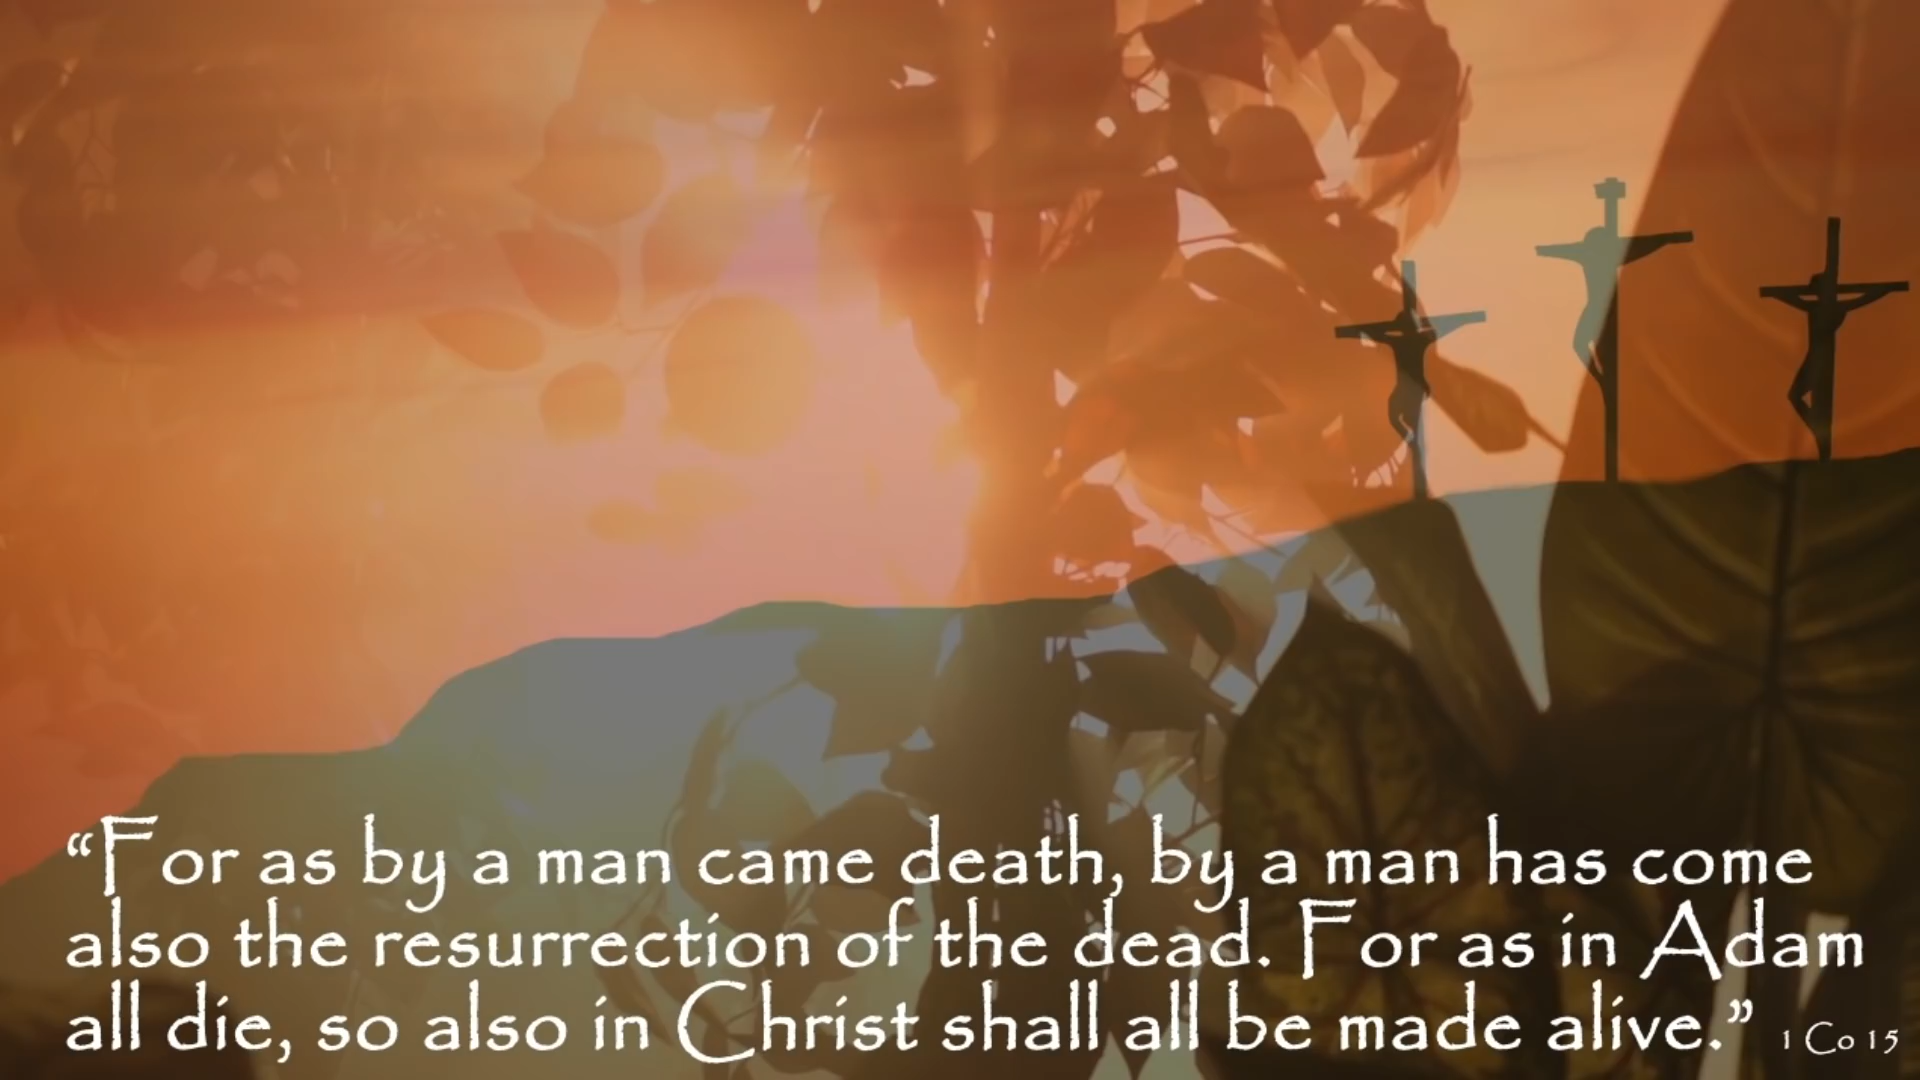 “For as by a man came death, by a man has come
also the resurrection of the dead. For as in Adam
all die, so also in Christ shall all be made alive.” 1 Co 15